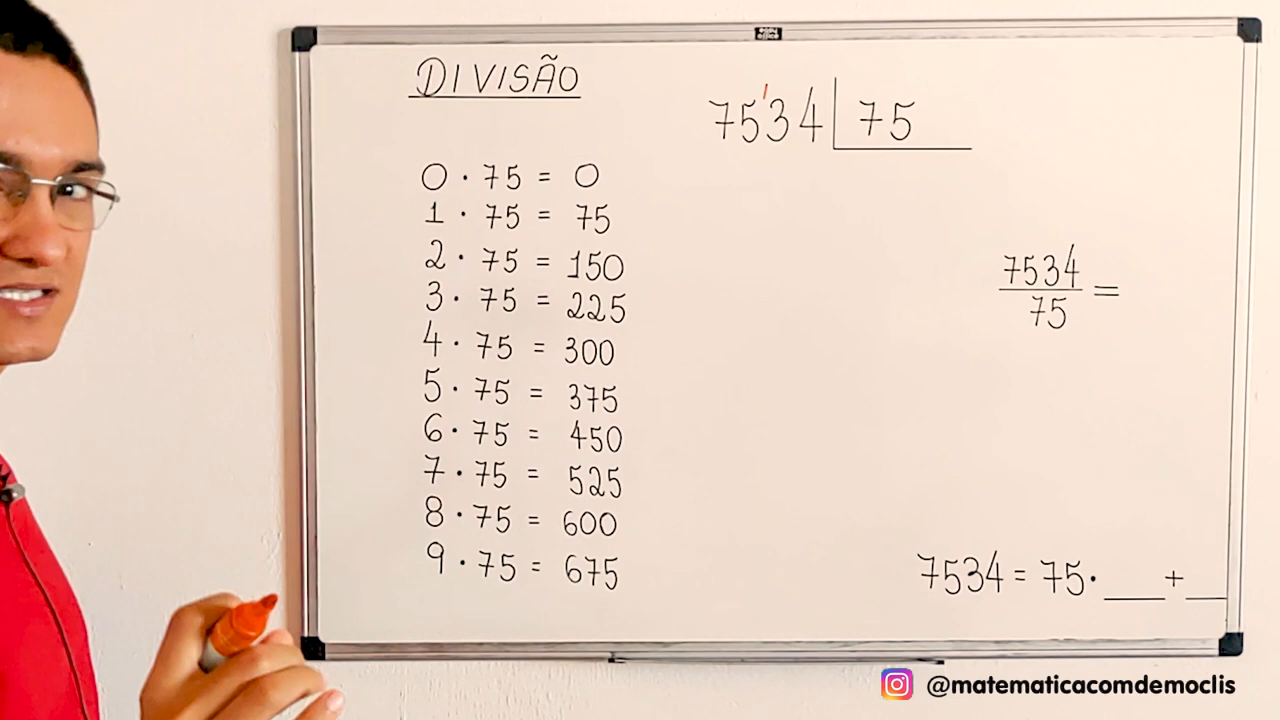 DIVISÃO
7534 | 75
0 · 75 = 0
1 · 75 = 75
2 · 75 = 150
3 · 75 = 225
4 · 75 = 300
5 · 75 = 375
6 · 75 = 450
7 · 75 = 525
8 · 75 = 600
9 · 75 = 675
7534
75
=
7534 = 75 · ___ + ___
@matematicacomdemoclis